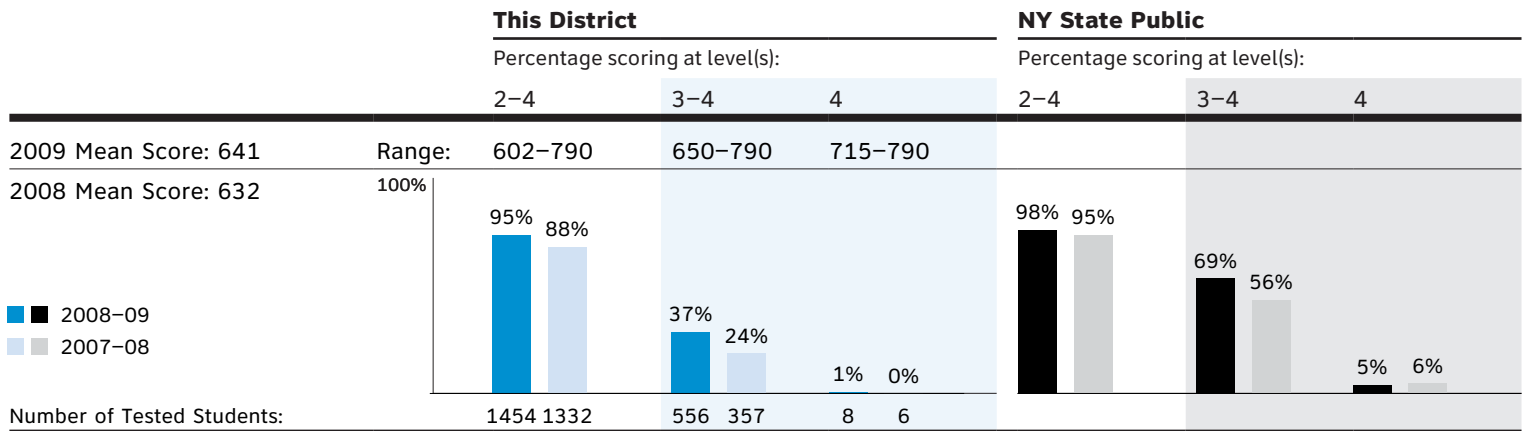 This District NY State Public
Percentage scoring at level(s): Percentage scoring at level(s):
2–4 3–4 4 2–4 3–4 4
2009 Mean Score: 641 Range: 602–790 650–790 715–790
2008 Mean Score: 632 100%
95% 88% 98% 95%
69% 56%
37% 24%
1% 0% 5% 6%
2008–09
2007–08
Number of Tested Students: 1454 1332 556 357 8 6